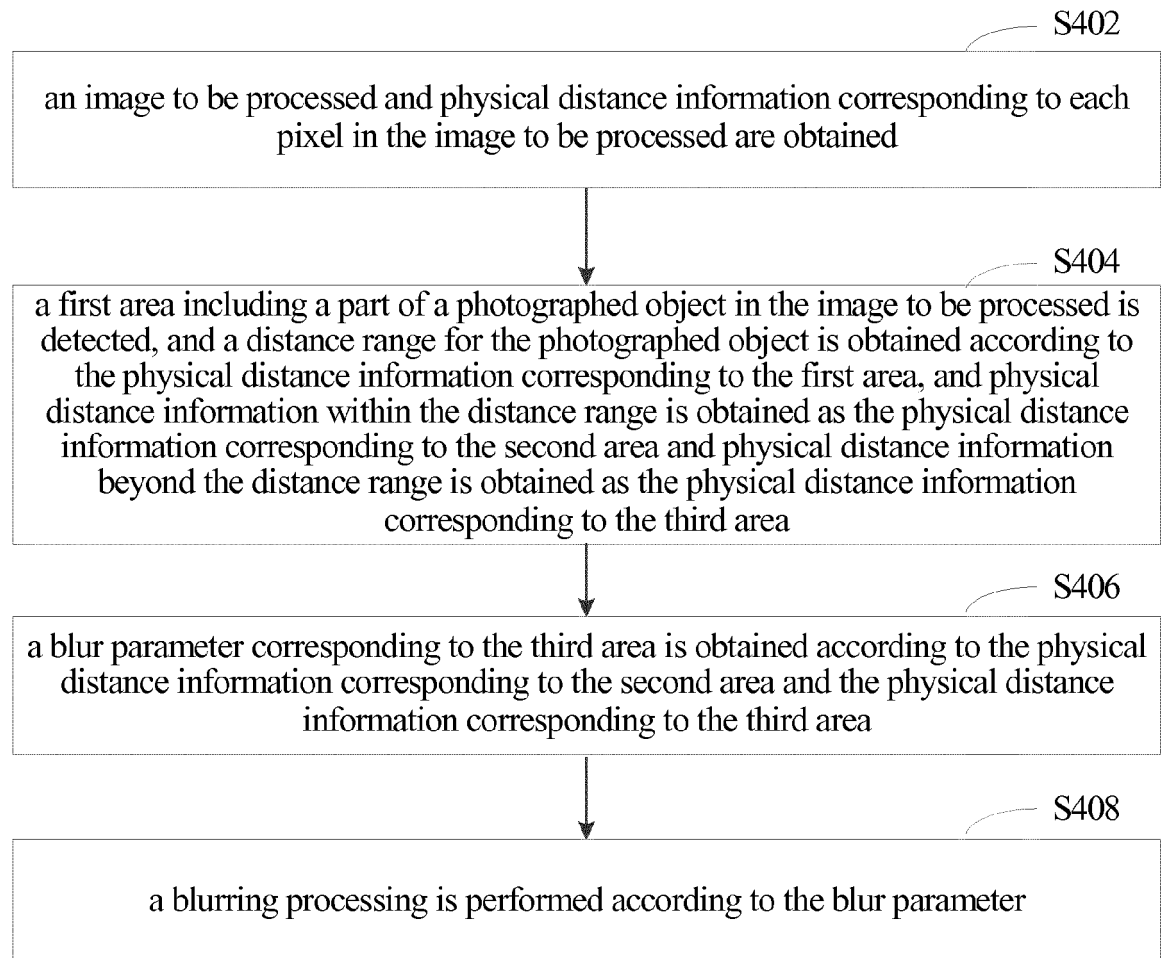 S402
an image to be processed and physical distance information corresponding to each
pixel in the image to be processed are obtained
S404
a first area including a part of a photographed object in the image to be processed is
detected, and a distance range for the photographed object is obtained according to
the physical distance information corresponding to the first area, and physical
distance information within the distance range is obtained as the physical distance
information corresponding to the second area and physical distance information
beyond the distance range is obtained as the physical distance information
corresponding to the third area
S406
a blur parameter corresponding to the third area is obtained according to the physical
distance information corresponding to the second area and the physical distance
information corresponding to the third area
S408
a blurring processing is performed according to the blur parameter